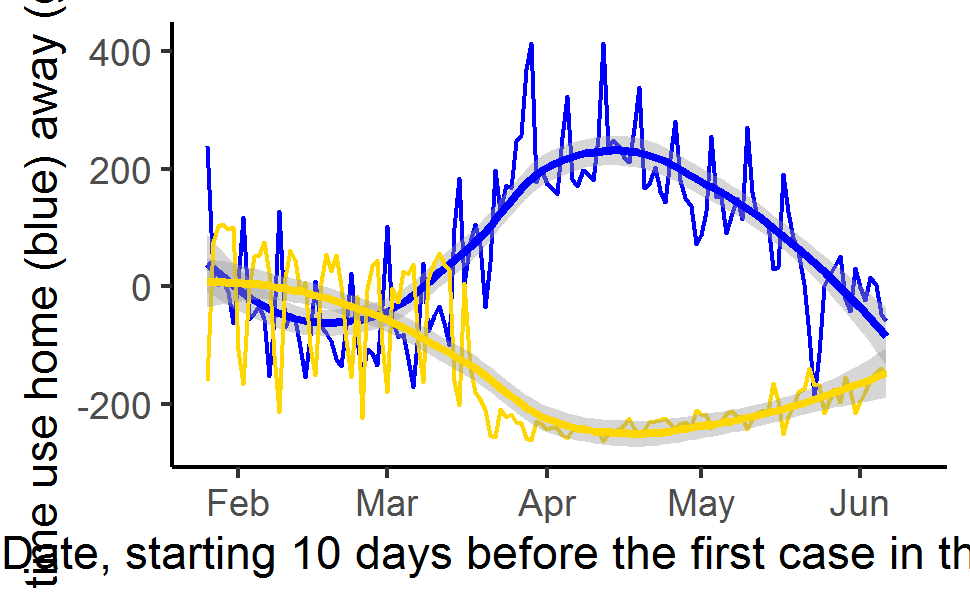 time use home (blue) away (
400
200
0
-200
Feb Mar Apr May Jun
Date, starting 10 days before the first case in th